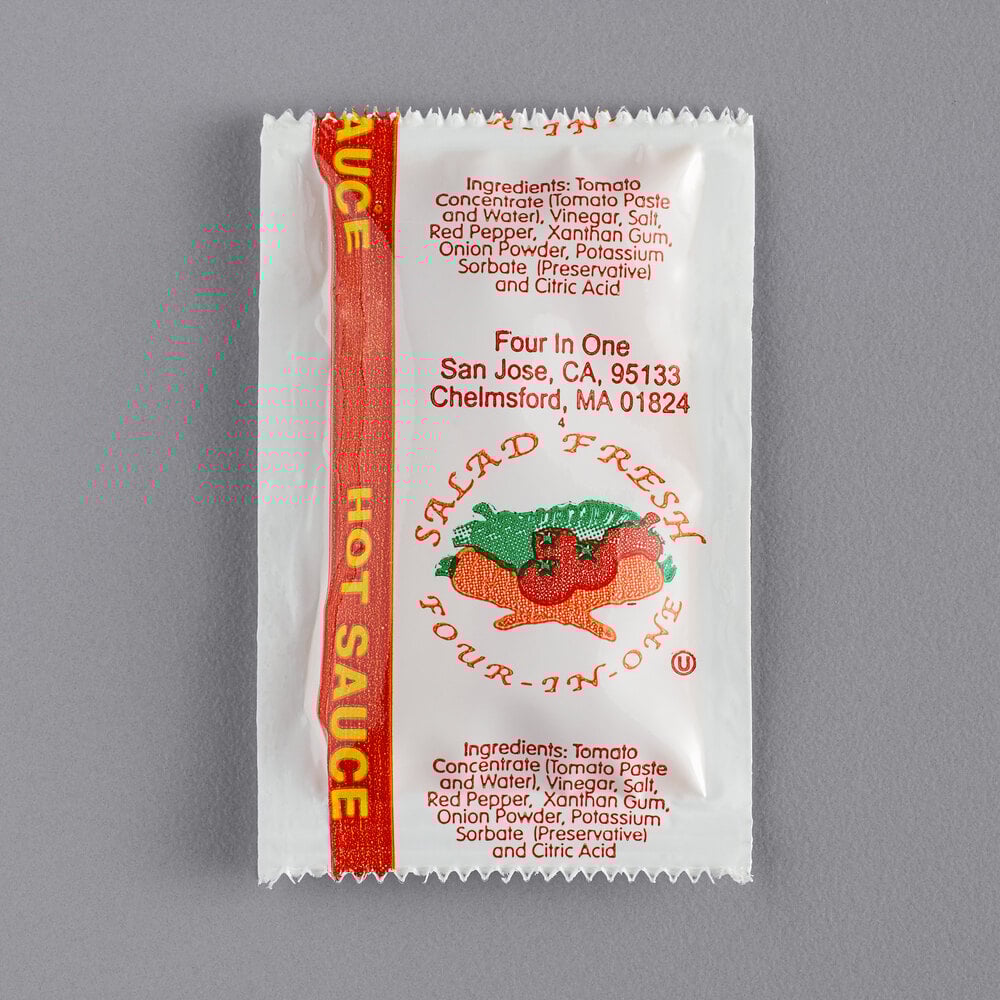 R-IN
AUCE
Ingredients: Tomato
Concentrate (Tomato Paste
and Water), Vinegar, Salt,
Red Pepper, Xanthan Gum,
Onion Powder, Potassium
Sorbate (Preservative)
and Citric Acid
Four In One
San Jose, CA, 95133
Chelmsford, MA 01824
4
SALAD FRESH
FOUR-IN-ONE
U
HOT SAUCE
Ingredients: Tomato
Concentrate (Tomato Paste
and Water), Vinegar, Salt,
Red Pepper, Xanthan Gum,
Onion Powder, Potassium
Sorbate (Preservative)
and Citric Acid